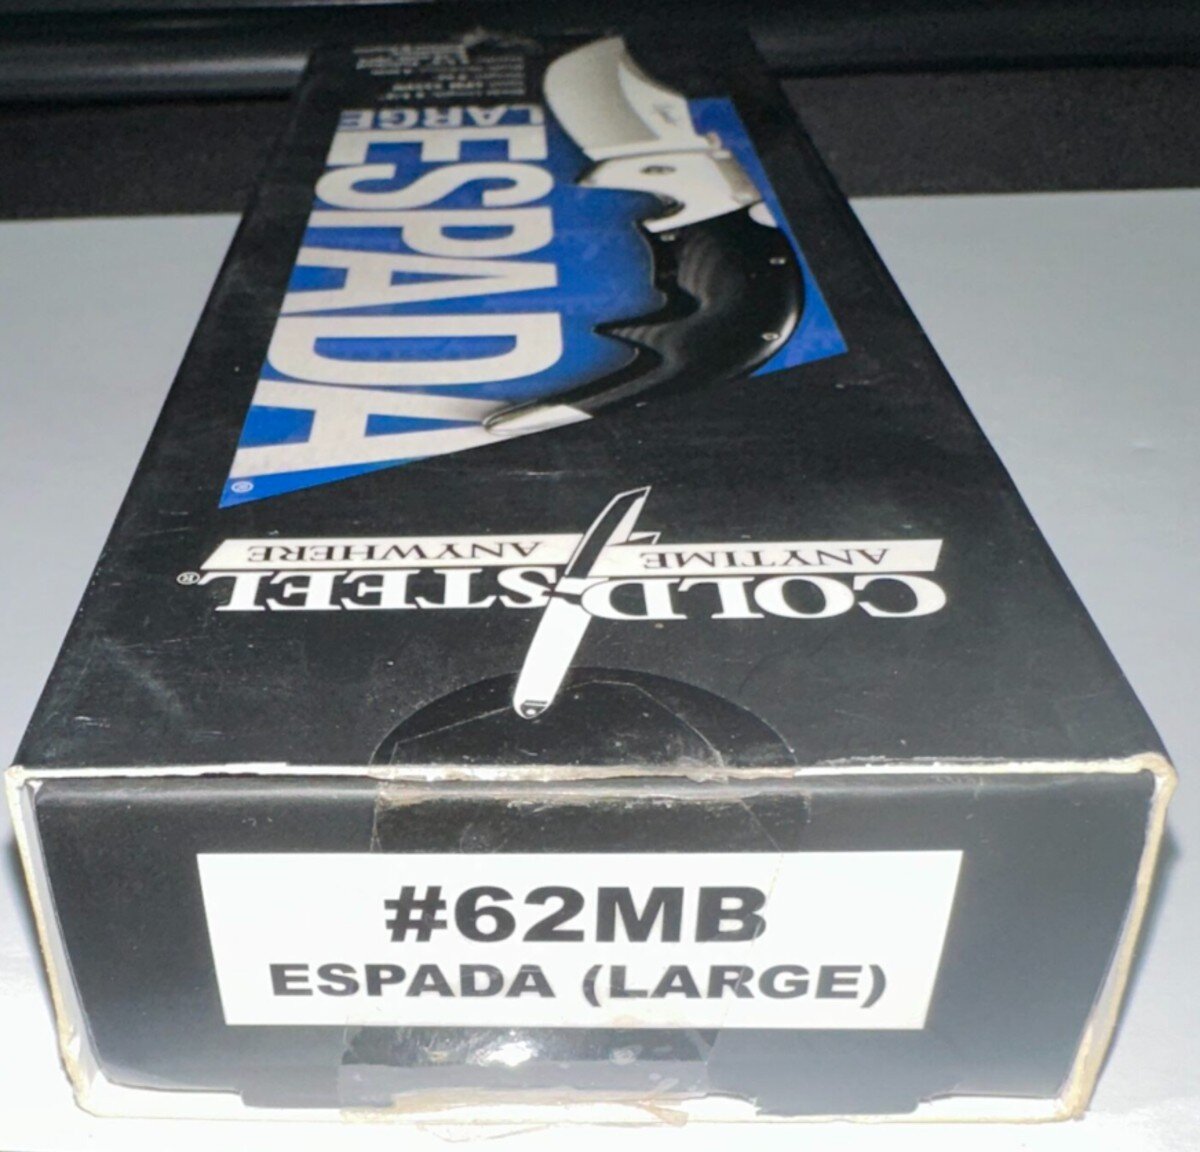 LARGE
ESPADA®
COLD STEEL®
ANYTIME ANYWHERE
#62MB
ESPADA (LARGE)